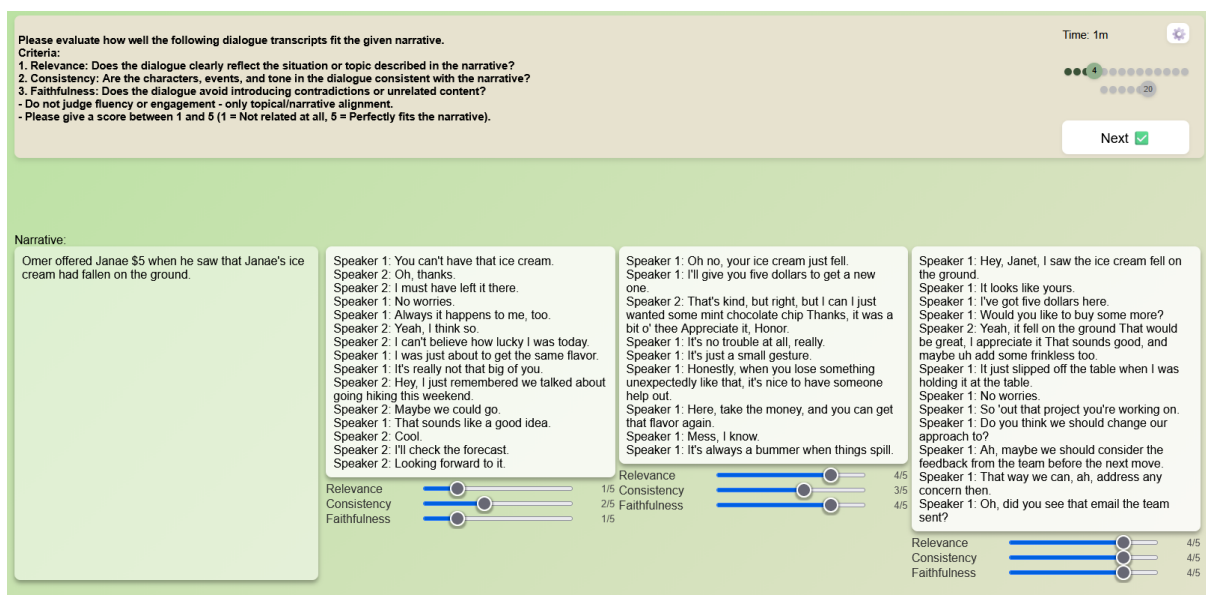 Please evaluate how well the following dialogue transcripts fit the given narrative.
Criteria:
1. Relevance: Does the dialogue clearly reflect the situation or topic described in the narrative?
2. Consistency: Are the characters, events, and tone in the dialogue consistent with the narrative?
3. Faithfulness: Does the dialogue avoid introducing contradictions or unrelated content?
- Do not judge fluency or engagement - only topical/narrative alignment.
- Please give a score between 1 and 5 (1 = Not related at all, 5 = Perfectly fits the narrative).
Time: 1m
4
20
Next ✅
Narrative:
Omer offered Janae $5 when he saw that Janae's ice
cream had fallen on the ground.
Speaker 1: You can't have that ice cream.
Speaker 2: Oh, thanks.
Speaker 2: I must have left it there.
Speaker 1: No worries.
Speaker 1: Always it happens to me, too.
Speaker 2: Yeah, I think so.
Speaker 2: I can't believe how lucky I was today.
Speaker 1: I was just about to get the same flavor.
Speaker 1: It's really not that big of you.
Speaker 2: Hey, I just remembered we talked about
going hiking this weekend.
Speaker 2: Maybe we could go.
Speaker 1: That sounds like a good idea.
Speaker 2: Cool.
Speaker 2: I'll check the forecast.
Speaker 2: Looking forward to it.
Relevance 1/5
Consistency 2/5
Faithfulness 1/5
Speaker 1: Oh no, your ice cream just fell.
Speaker 1: I'll give you five dollars to get a new
one.
Speaker 2: That's kind, but right, but I can I just
wanted some mint chocolate chip Thanks, it was a
bit o' thee Appreciate it, Honor.
Speaker 1: It's no trouble at all, really.
Speaker 1: It's just a small gesture.
Speaker 1: Honestly, when you lose something
unexpectedly like that, it's nice to have someone
help out.
Speaker 1: Here, take the money, and you can get
that flavor again.
Speaker 1: Mess, I know.
Speaker 1: It's always a bummer when things spill.
Relevance 4/5
Consistency 3/5
Faithfulness 4/5
Speaker 1: Hey, Janet, I saw the ice cream fell on
the ground.
Speaker 1: It looks like yours.
Speaker 1: I've got five dollars here.
Speaker 1: Would you like to buy some more?
Speaker 2: Yeah, it fell on the ground That would
be great, I appreciate it That sounds good, and
maybe uh add some frinkless too.
Speaker 1: It just slipped off the table when I was
holding it at the table.
Speaker 1: No worries.
Speaker 1: So 'out that project you're working on.
Speaker 1: Do you think we should change our
approach to?
Speaker 1: Ah, maybe we should consider the
feedback from the team before the next move.
Speaker 1: That way we can, ah, address any
concern then.
Speaker 1: Oh, did you see that email the team
sent?
Relevance 4/5
Consistency 4/5
Faithfulness 4/5